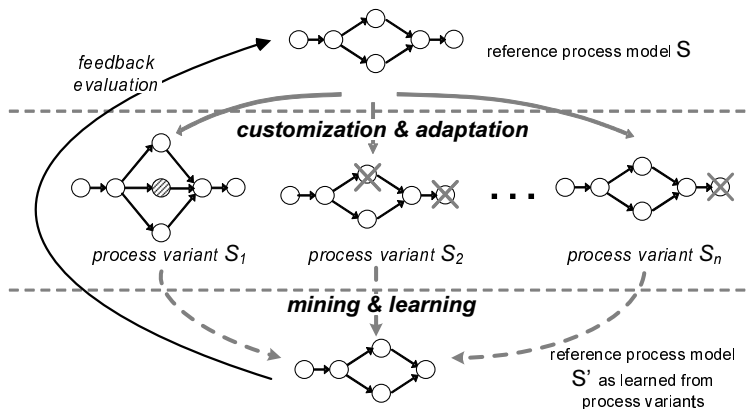 feedback
evaluation
reference process model S
customization & adaptation
...
process variant S1
process variant S2
process variant Sn
mining & learning
reference process model
S' as learned from
process variants